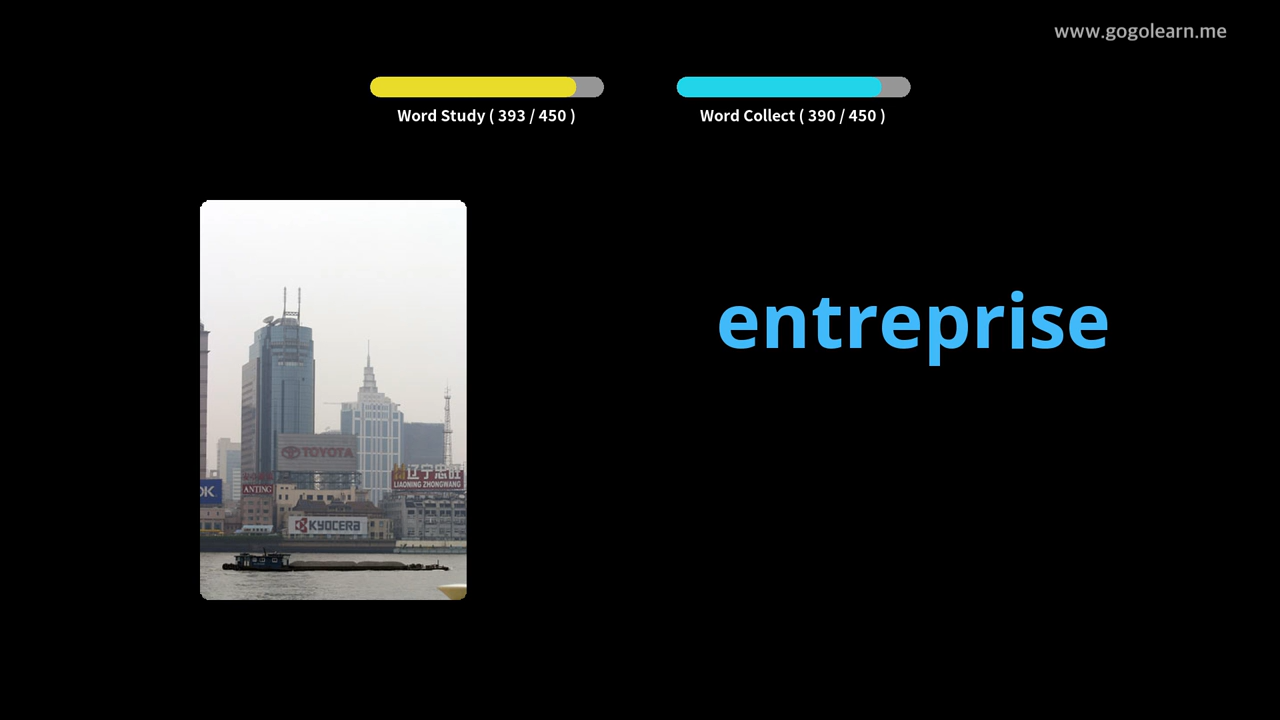 www.gogolearn.me
Word Study ( 393 / 450 )
Word Collect ( 390 / 450 )
entreprise
TOYOTA
辽宁忠旺
LIAONING ZHONGWANG
OK
ANTING
KYOCERA